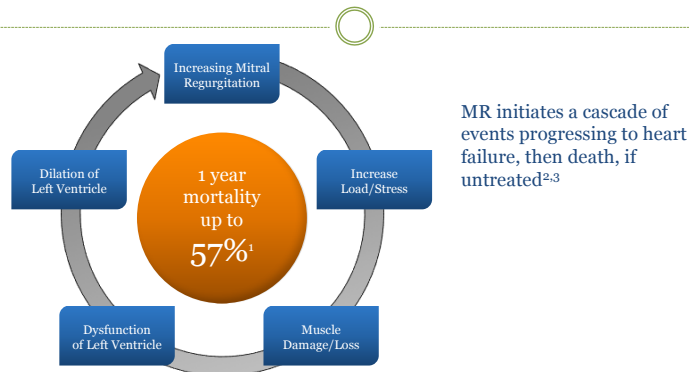 Increasing Mitral
Regurgitation
Increase
Load/Stress
Muscle
Damage/Loss
Dysfunction
of Left Ventricle
Dilation of
Left Ventricle
1 year
mortality
up to
57%¹
MR initiates a cascade of
events progressing to heart
failure, then death, if
untreated²,³